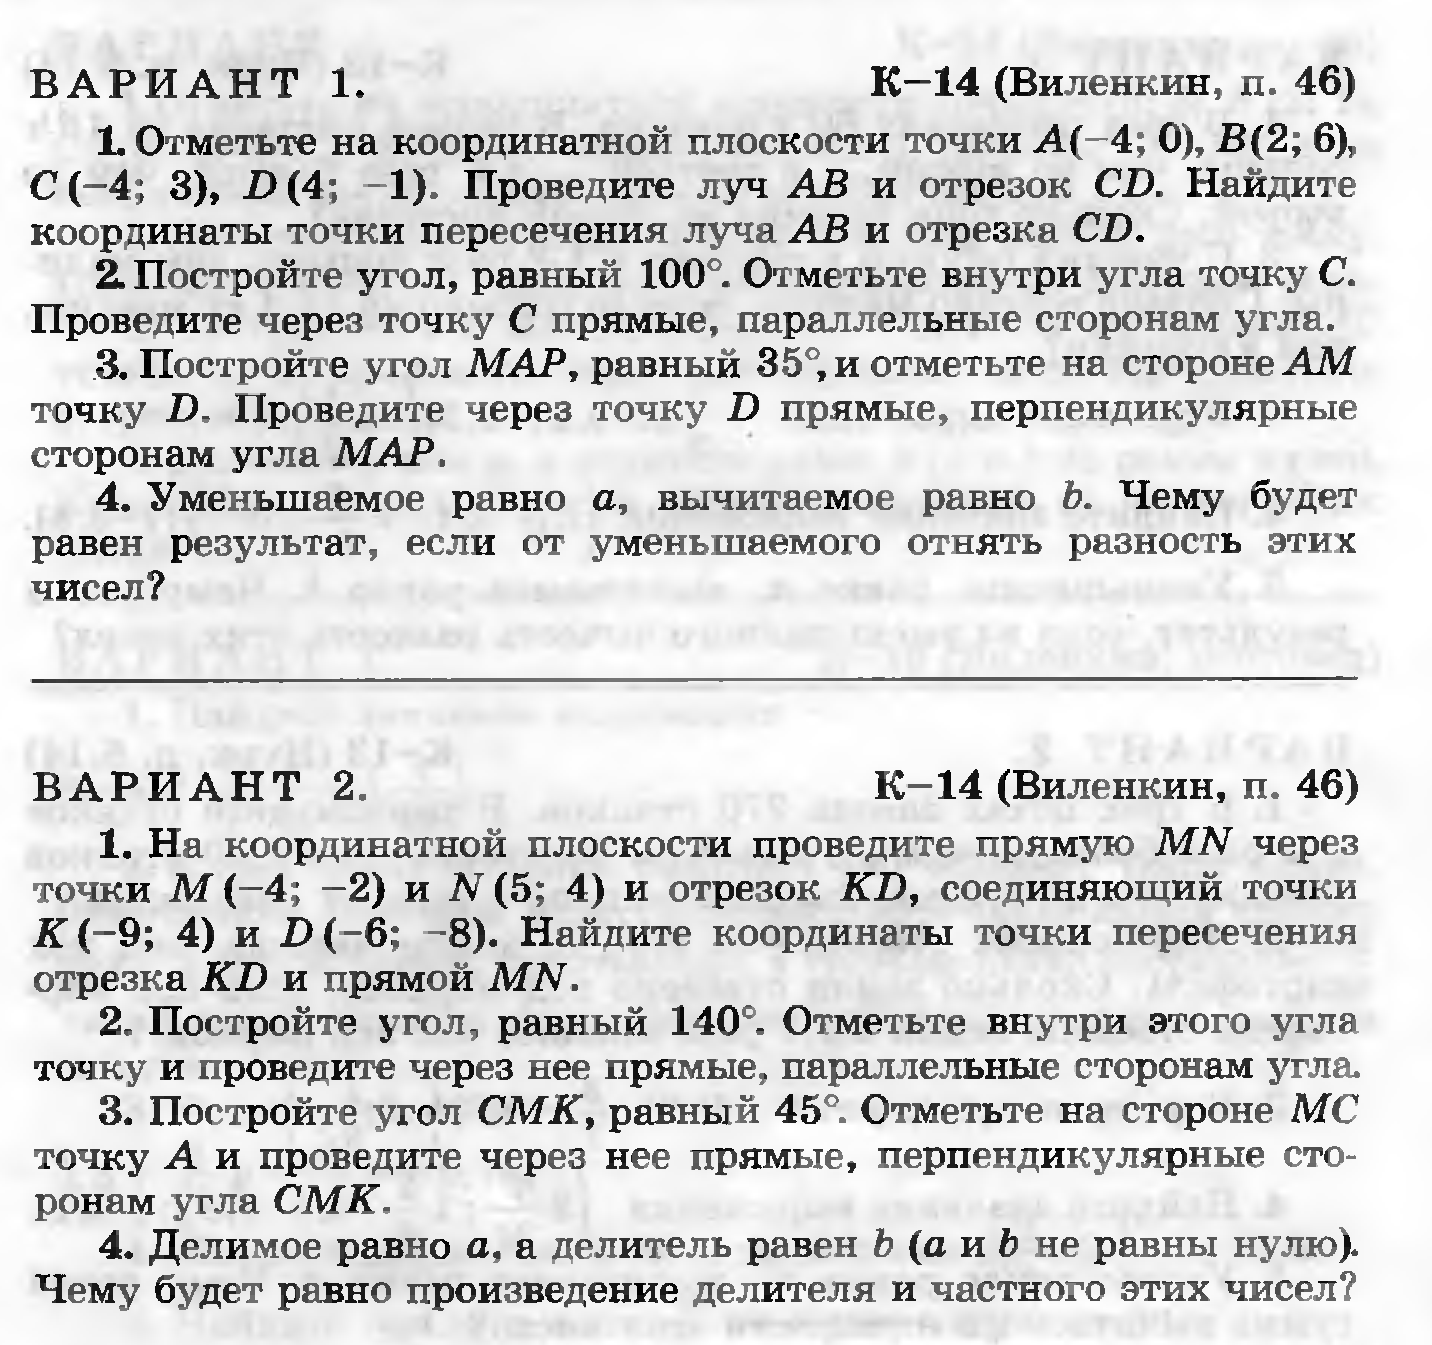 ВАРИАНТ 1. К—14 (Виленкин, п. 46)
1. Отметьте на координатной плоскости точки A(−4; 0), B(2; 6),
C(−4; 3), D(4; −1). Проведите луч AB и отрезок CD. Найдите
координаты точки пересечения луча AB и отрезка CD.
2. Постройте угол, равный 100°. Отметьте внутри угла точку C.
Проведите через точку C прямые, параллельные сторонам угла.
3. Постройте угол MAP, равный 35°, и отметьте на стороне AM
точку D. Проведите через точку D прямые, перпендикулярные
сторонам угла MAP.
4. Уменьшаемое равно a, вычитаемое равно b. Чему будет
равен результат, если от уменьшаемого отнять разность этих
чисел?
ВАРИАНТ 2. К—14 (Виленкин, п. 46)
1. На координатной плоскости проведите прямую MN через
точки M(−4; −2) и N(5; 4) и отрезок KD, соединяющий точки
K(−9; 4) и D(−6; −8). Найдите координаты точки пересечения
отрезка KD и прямой MN.
2. Постройте угол, равный 140°. Отметьте внутри этого угла
точку и проведите через нее прямые, параллельные сторонам угла.
3. Постройте угол CMK, равный 45°. Отметьте на стороне MC
точку A и проведите через нее прямые, перпендикулярные сто-
ронам угла CMK.
4. Делимое равно a, а делитель равен b (a и b не равны нулю).
Чему будет равно произведение делителя и частного этих чисел?